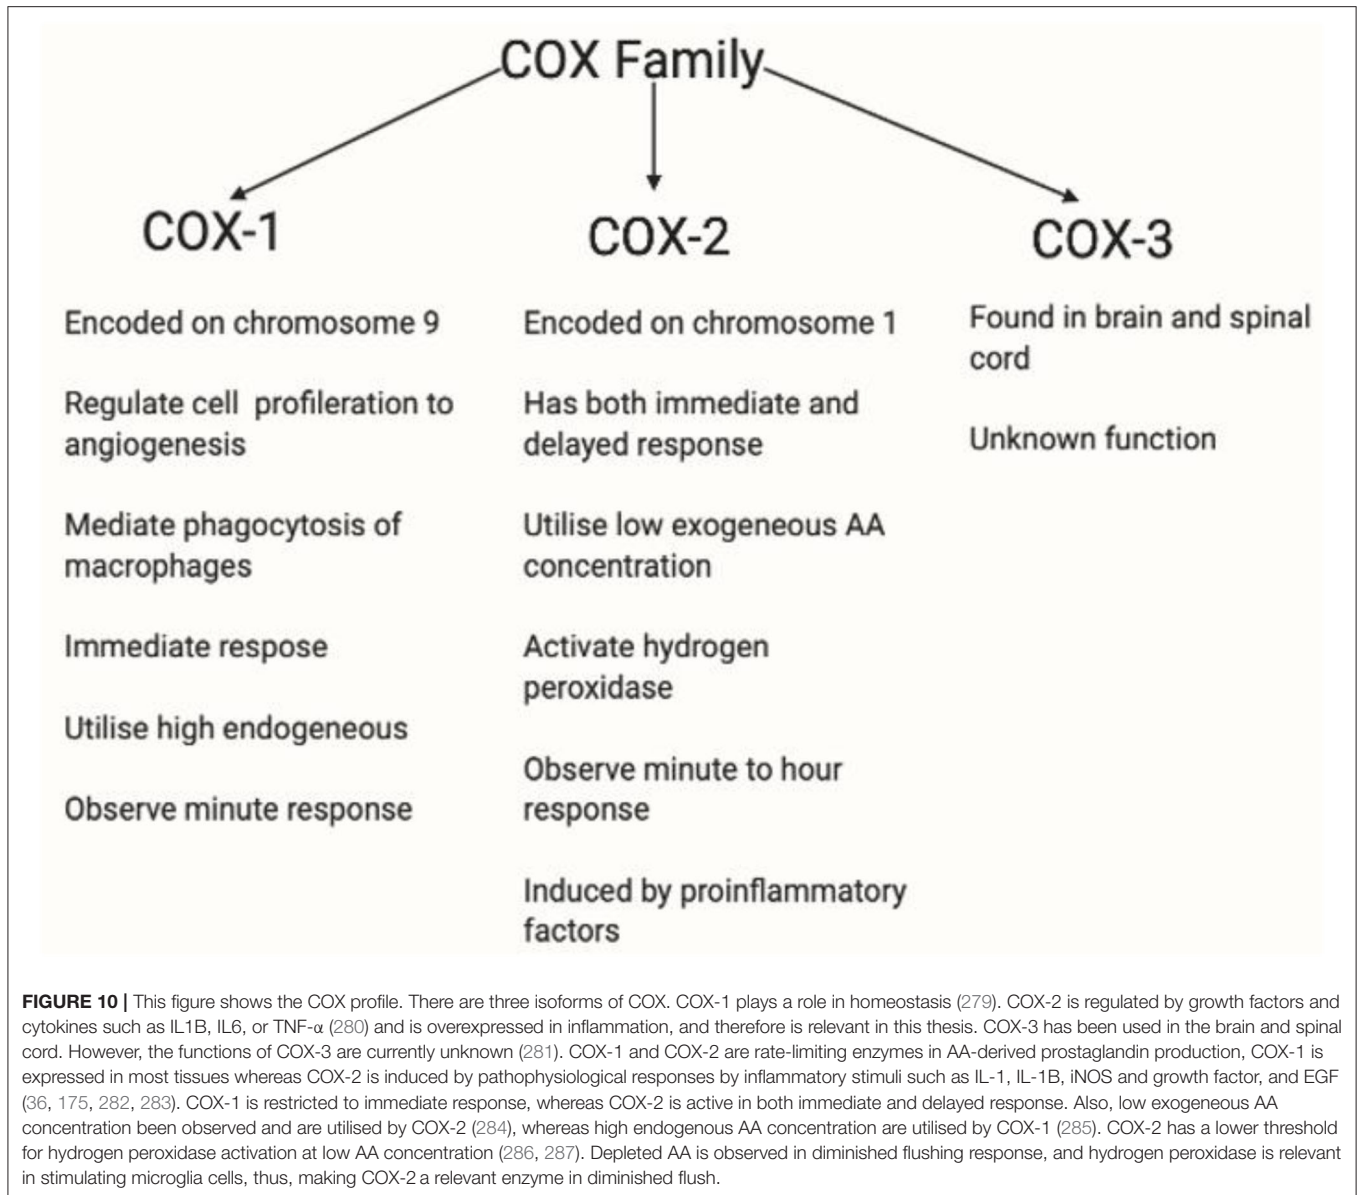 COX Family
COX-1
Encoded on chromosome 9
Regulate cell profileration to
angiogenesis
Mediate phagocytosis of
macrophages
Immediate respose
Utilise high endogeneous
Observe minute response
COX-2
Encoded on chromosome 1
Has both immediate and
delayed response
Utilise low exogeneous AA
concentration
Activate hydrogen
peroxidase
Observe minute to hour
response
Induced by proinflammatory
factors
COX-3
Found in brain and spinal
cord
Unknown function
FIGURE 10 | This figure shows the COX profile. There are three isoforms of COX. COX-1 plays a role in homeostasis (279). COX-2 is regulated by growth factors and
cytokines such as IL1B, IL6, or TNF-α (280) and is overexpressed in inflammation, and therefore is relevant in this thesis. COX-3 has been used in the brain and spinal
cord. However, the functions of COX-3 are currently unknown (281). COX-1 and COX-2 are rate-limiting enzymes in AA-derived prostaglandin production, COX-1 is
expressed in most tissues whereas COX-2 is induced by pathophysiological responses by inflammatory stimuli such as IL-1, IL-1B, iNOS and growth factor, and EGF
(36, 175, 282, 283). COX-1 is restricted to immediate response, whereas COX-2 is active in both immediate and delayed response. Also, low exogeneous AA
concentration been observed and are utilised by COX-2 (284), whereas high endogenous AA concentration are utilised by COX-1 (285). COX-2 has a lower threshold
for hydrogen peroxidase activation at low AA concentration (286, 287). Depleted AA is observed in diminished flushing response, and hydrogen peroxidase is relevant
in stimulating microglia cells, thus, making COX-2 a relevant enzyme in diminished flush.